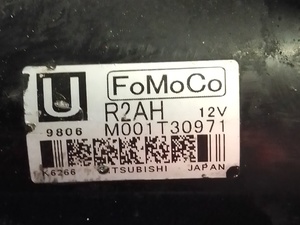 U FoMoCo
R2AH 12V
9806 M001T30971
K6266 TSUBISHI JAPAN